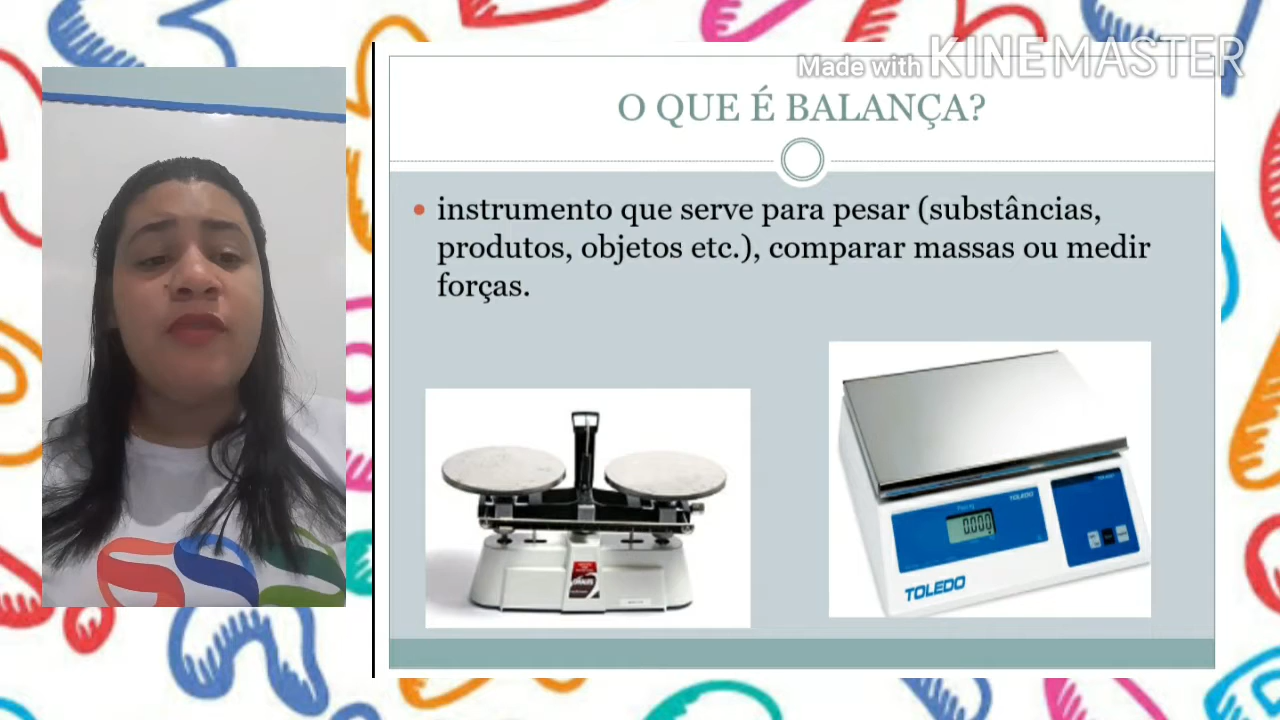 Made with KINEMASTER
O QUE É BALANÇA?
instrumento que serve para pesar (substâncias,
produtos, objetos etc.), comparar massas ou medir
forças.
TOLEDO
0.000
TOLEDO